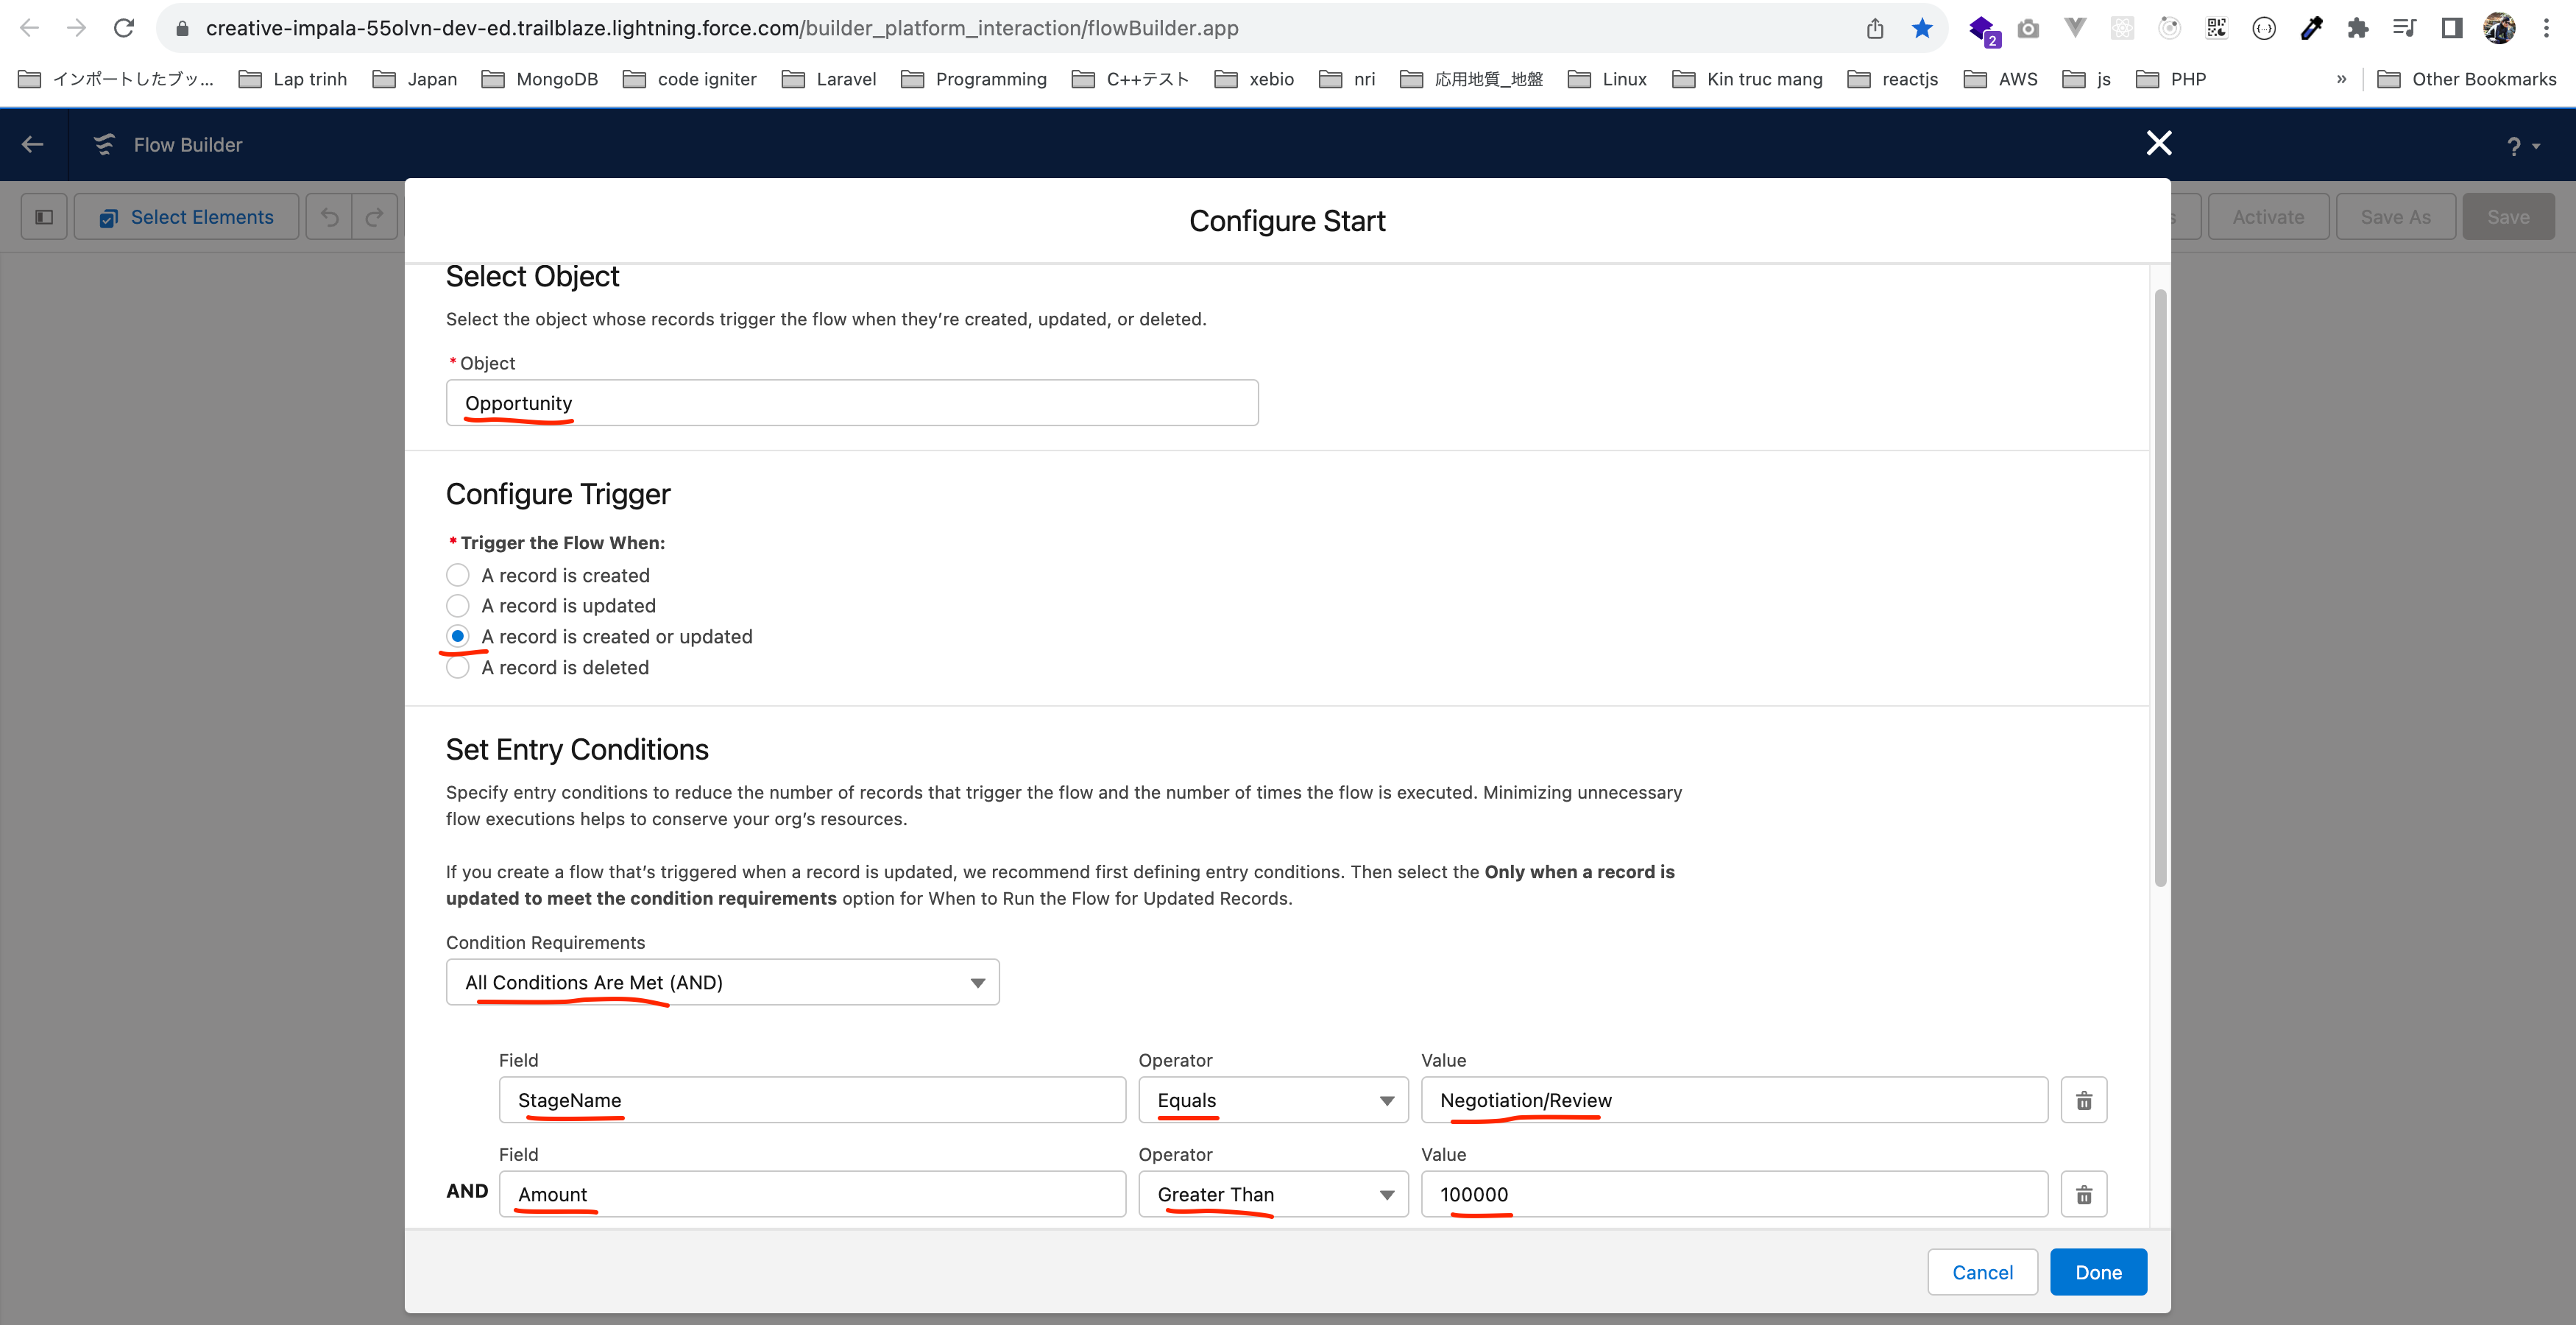 creative-impala-55olvn-dev-ed.trailblaze.lightning.force.com/builder_platform_interaction/flowBuilder.app
2
インポートしたブッ... Lap trinh Japan MongoDB code igniter Laravel Programming C++テスト xebio nri 応用地質_地盤 Linux Kin truc mang reactjs AWS js PHP » Other Bookmarks
Flow Builder
?
Select Elements
Activate Save As Save
Configure Start
Select Object
Select the object whose records trigger the flow when they’re created, updated, or deleted.
* Object
Opportunity
Configure Trigger
* Trigger the Flow When:
A record is created
A record is updated
A record is created or updated
A record is deleted
Set Entry Conditions
Specify entry conditions to reduce the number of records that trigger the flow and the number of times the flow is executed. Minimizing unnecessary
flow executions helps to conserve your org’s resources.
If you create a flow that’s triggered when a record is updated, we recommend first defining entry conditions. Then select the Only when a record is
updated to meet the condition requirements option for When to Run the Flow for Updated Records.
Condition Requirements
All Conditions Are Met (AND)
Field Operator Value
StageName Equals Negotiation/Review
Field Operator Value
AND Amount Greater Than 100000
Cancel Done